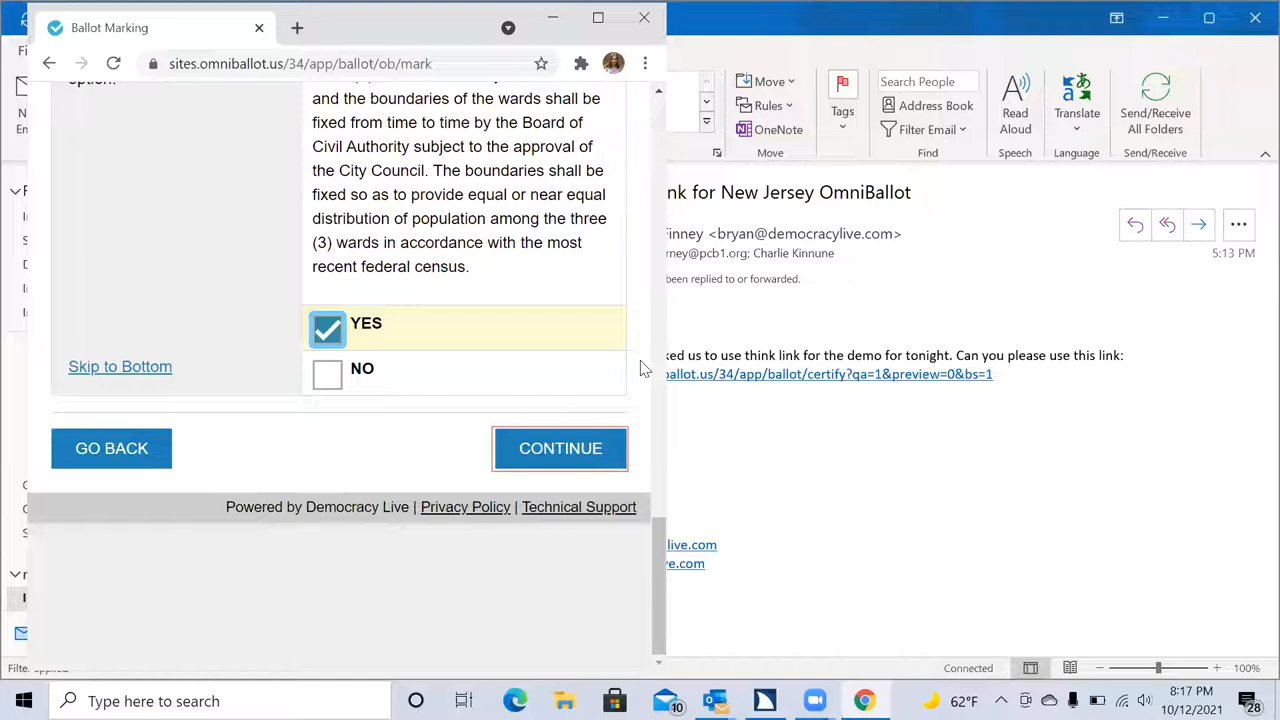 Ballot Marking
sites.omniballot.us/34/app/ballot/ob/mark
and the boundaries of the wards shall be
fixed from time to time by the Board of
Civil Authority subject to the approval of
the City Council. The boundaries shall be
fixed so as to provide equal or near equal
distribution of population among the three
(3) wards in accordance with the most
recent federal census.
YES
NO
Skip to Bottom
GO BACK
CONTINUE
Powered by Democracy Live | Privacy Policy | Technical Support
Move
Rules
OneNote
Move
Tags
Search People
Address Book
Filter Email
Find
Read
Aloud
Speech
Translate
Language
Send/Receive
All Folders
Send/Receive
nk for New Jersey OmniBallot
Finney <bryan@democracylive.com>
rney@pcb1.org; Charlie Kinnune
5:13 PM
been replied to or forwarded.
ked us to use think link for the demo for tonight. Can you please use this link:
ballot.us/34/app/ballot/certify?qa=1&preview=0&bs=1
live.com
ve.com
Connected
100%
Type here to search
10
62°F
8:17 PM
10/12/2021
28